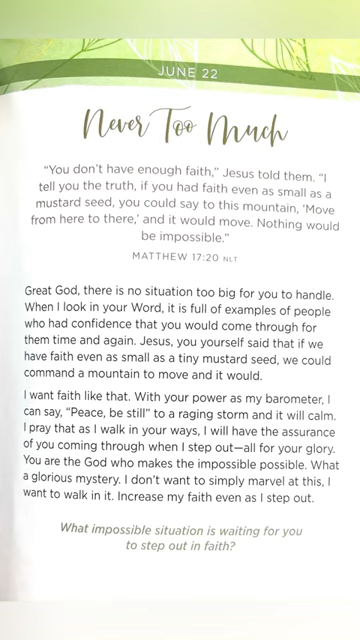 JUNE 22
Never Too Much
“You don’t have enough faith,” Jesus told them. “I
tell you the truth, if you had faith even as small as a
mustard seed, you could say to this mountain, ‘Move
from here to there,’ and it would move. Nothing would
be impossible.”
MATTHEW 17:20 NLT
Great God, there is no situation too big for you to handle.
When I look in your Word, it is full of examples of people
who had confidence that you would come through for
them time and again. Jesus, you yourself said that if we
have faith even as small as a tiny mustard seed, we could
command a mountain to move and it would.
I want faith like that. With your power as my barometer, I
can say, “Peace, be still” to a raging storm and it will calm.
I pray that as I walk in your ways, I will have the assurance
of you coming through when I step out—all for your glory.
You are the God who makes the impossible possible. What
a glorious mystery. I don’t want to simply marvel at this, I
want to walk in it. Increase my faith even as I step out.
What impossible situation is waiting for you
to step out in faith?